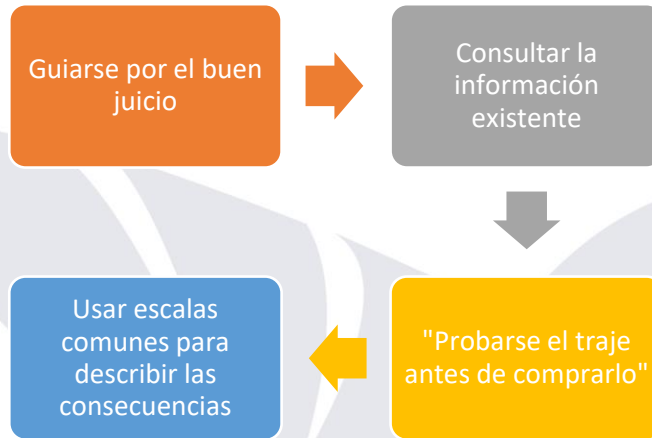 Guiarse por el buen
juicio
Consultar la
información
existente
"Probarse el traje
antes de comprarlo"
Usar escalas
comunes para
describir las
consecuencias